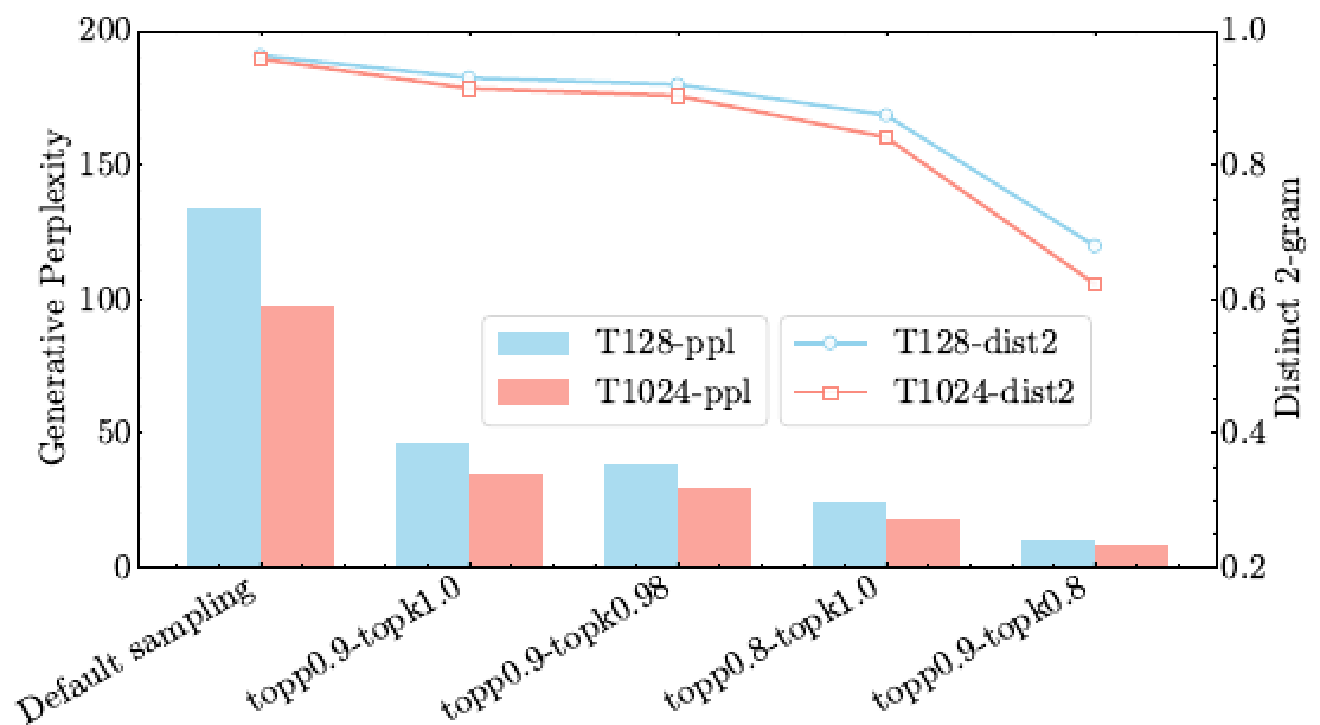 200
150
100
50
0
Generative Perplexity
1.0
0.8
0.6
0.4
0.2
Distinct 2-gram
T128-ppl
T1024-ppl
T128-dist2
T1024-dist2
Default sampling
topp0.9-topk1.0
topp0.9-topk0.98
topp0.8-topk1.0
topp0.9-topk0.8